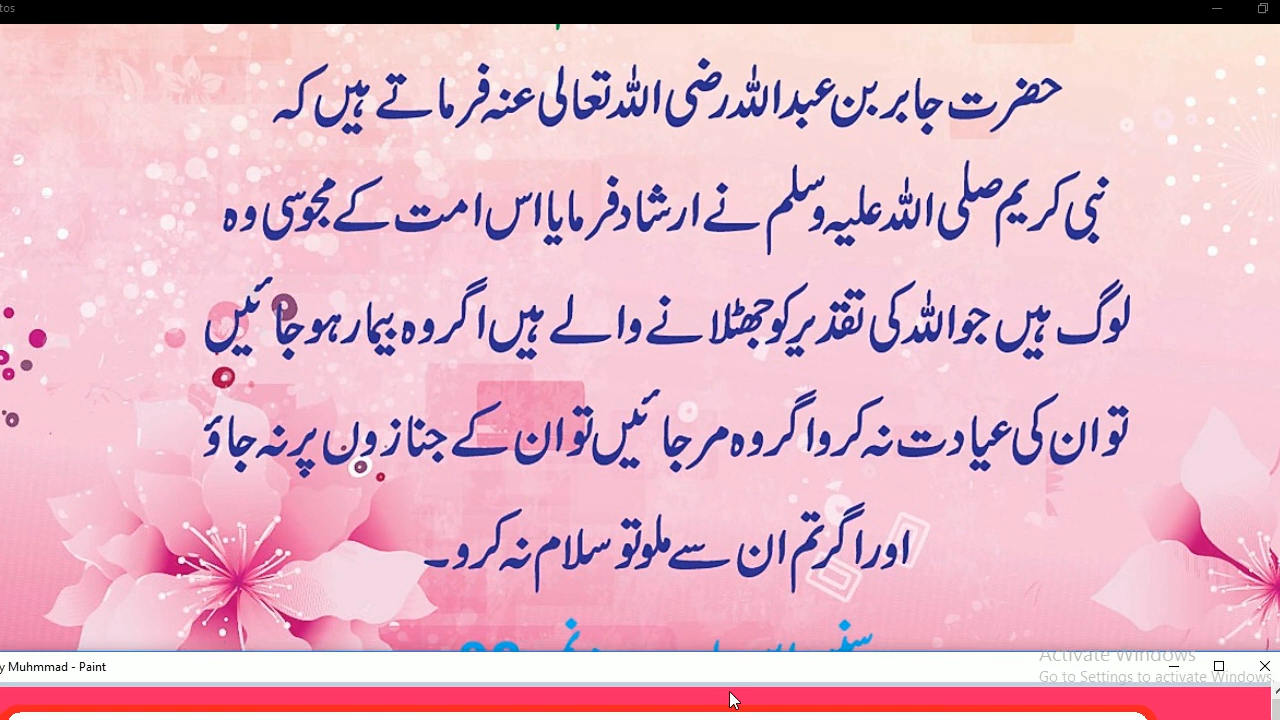 tos
حضرت جابر بن عبداللہ رضی اللہ تعالی عنہ فرماتے ہیں کہ
نبی کریم صلی اللہ علیہ وسلم نے ارشاد فرمایا اس امت کے مجوسی وہ
لوگ ہیں جو اللہ کی تقدیر کو جھٹلانے والے ہیں اگر وہ بیمار ہو جائیں
تو ان کی عیادت نہ کرو اگر وہ مر جائیں تو ان کے جنازوں پر نہ جاؤ
اور اگر تم ان سے ملو تو سلام نہ کرو۔
y Muhmmad - Paint
Activate Windows
Go to Settings to activate Windows.